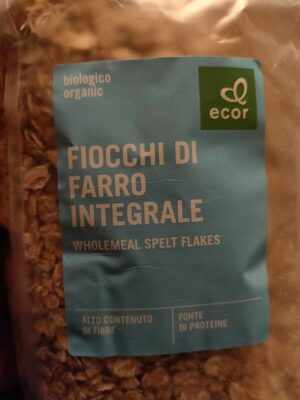 biologico
organic
ecor
FIOCCHI DI
FARRO
INTEGRALE
WHOLEMEAL SPELT FLAKES
ALTO CONTENUTO
DI FIBRE
FONTE
DI PROTEINE